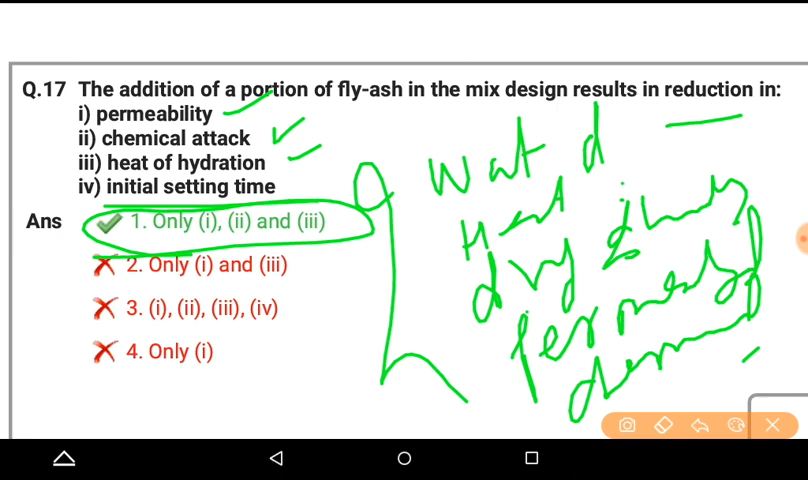 Q.17 The addition of a portion of fly-ash in the mix design results in reduction in:
i) permeability
ii) chemical attack
iii) heat of hydration
iv) initial setting time
Ans 1. Only (i), (ii) and (iii)
2. Only (i) and (iii)
3. (i), (ii), (iii), (iv)
4. Only (i)
Wat d
Heat